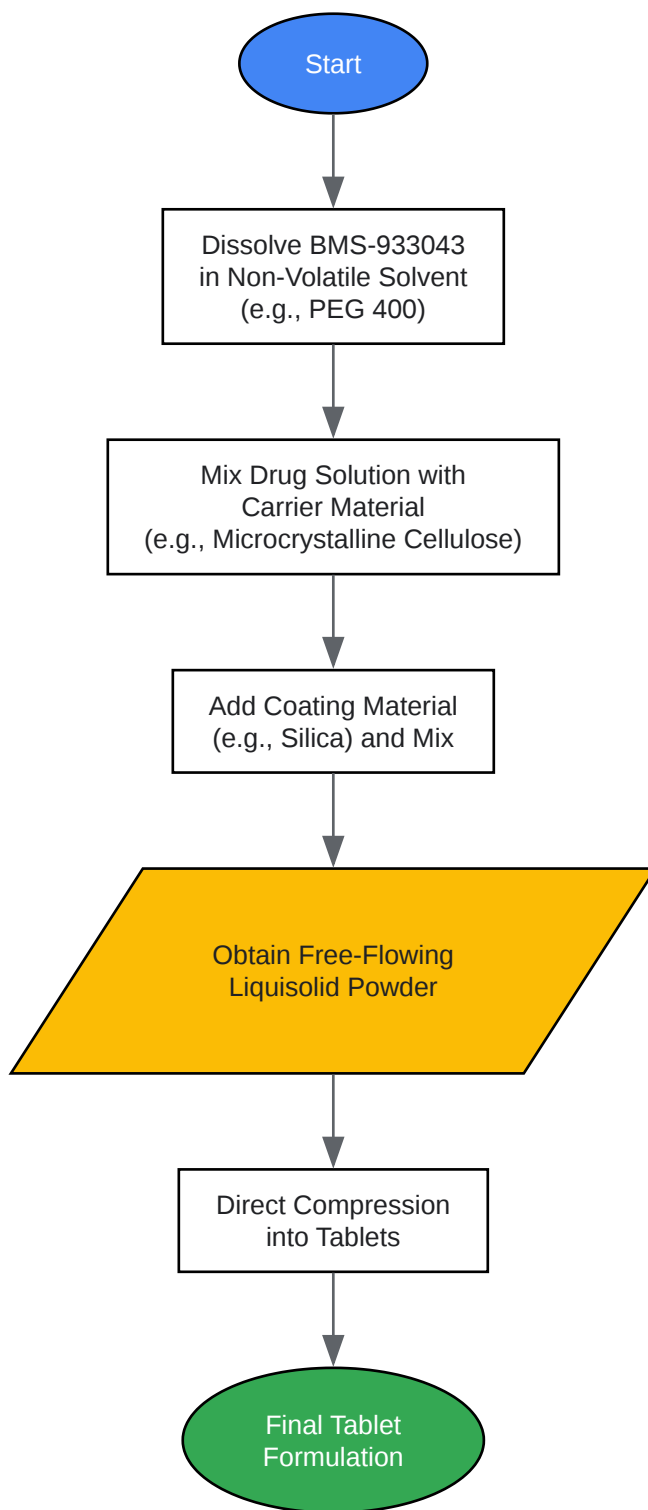 Start
Dissolve BMS-933043
in Non-Volatile Solvent
(e.g., PEG 400)
Mix Drug Solution with
Carrier Material
(e.g., Microcrystalline Cellulose)
Add Coating Material
(e.g., Silica) and Mix
Obtain Free-Flowing
Liquisolid Powder
Direct Compression
into Tablets
Final Tablet
Formulation